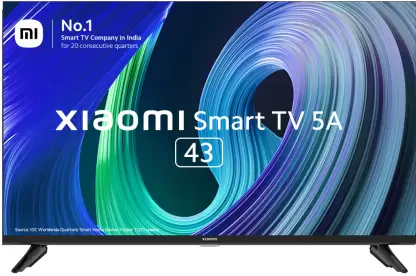 mi
No.1
Smart TV Company in India
for 20 consecutive quarters
xiaomi Smart TV 5A
43
Source: IDC Worldwide Quarterly Smart Home Device Tracker
xiaomi